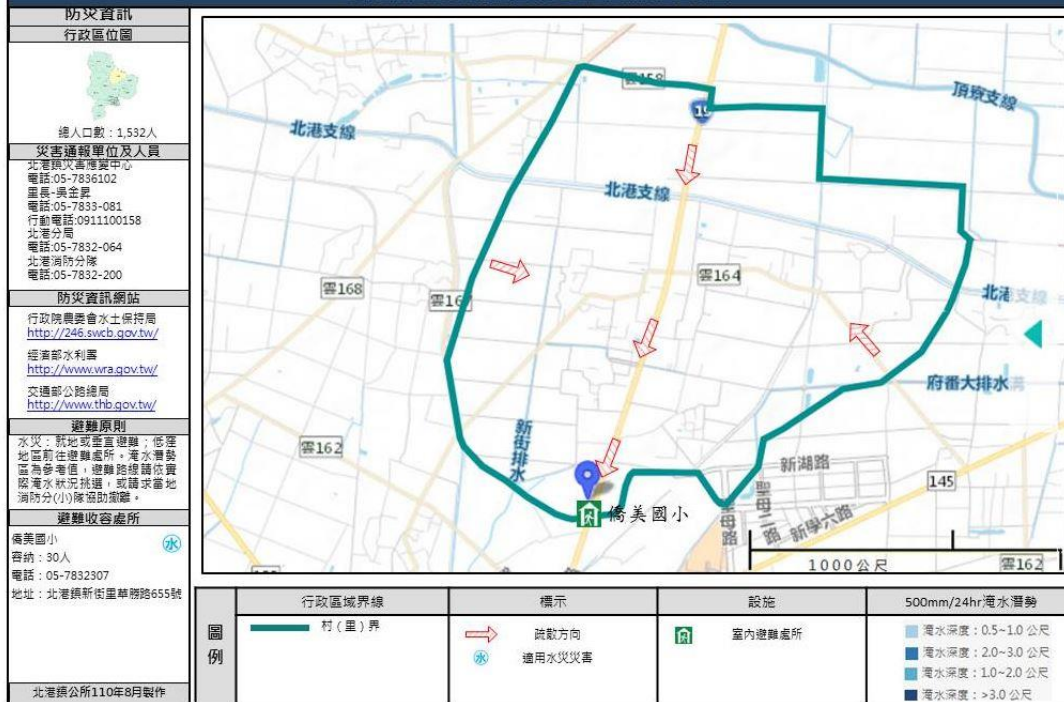 防災資訊
行政區位圖
總人口數：1,532人
災害通報單位及人員
北港鎮災害應變中心
電話:05-7836102
里長-吳金昇
電話:05-7833-081
行動電話:0911100158
北港分局
電話:05-7832-064
北港消防分隊
電話:05-7832-200
防災資訊網站
行政院農委會水土保持局
http://246.swcb.gov.tw/
經濟部水利署
http://www.wra.gov.tw/
交通部公路總局
http://www.thb.gov.tw/
避難原則
水災：就地或垂直避難；低窪
地區前往避難處所。淹水潛勢
區為參考值，避難路線請依實
際淹水狀況挑選，或請求當地
消防分(小)隊協助撤離。
避難收容處所
僑美國小
水
容納：30人
電話：05-7832307
地址：北港鎮新街里華勝路655號
北港鎮公所110年8月製作
雲158
19
頂寮支線
北港支線
北港支線
雲164
雲168
北港支線
府番大排水
新街排水
雲162
新湖路
145
新學六路
僑美國小
1000公尺
雲162
圖例
行政區域界線
村（里）界
標示
疏散方向
水
適用水災災害
設施
室內避難處所
500mm/24hr淹水潛勢
淹水深度：0.5~1.0 公尺
淹水深度：2.0~3.0 公尺
淹水深度：1.0~2.0 公尺
淹水深度：>3.0 公尺